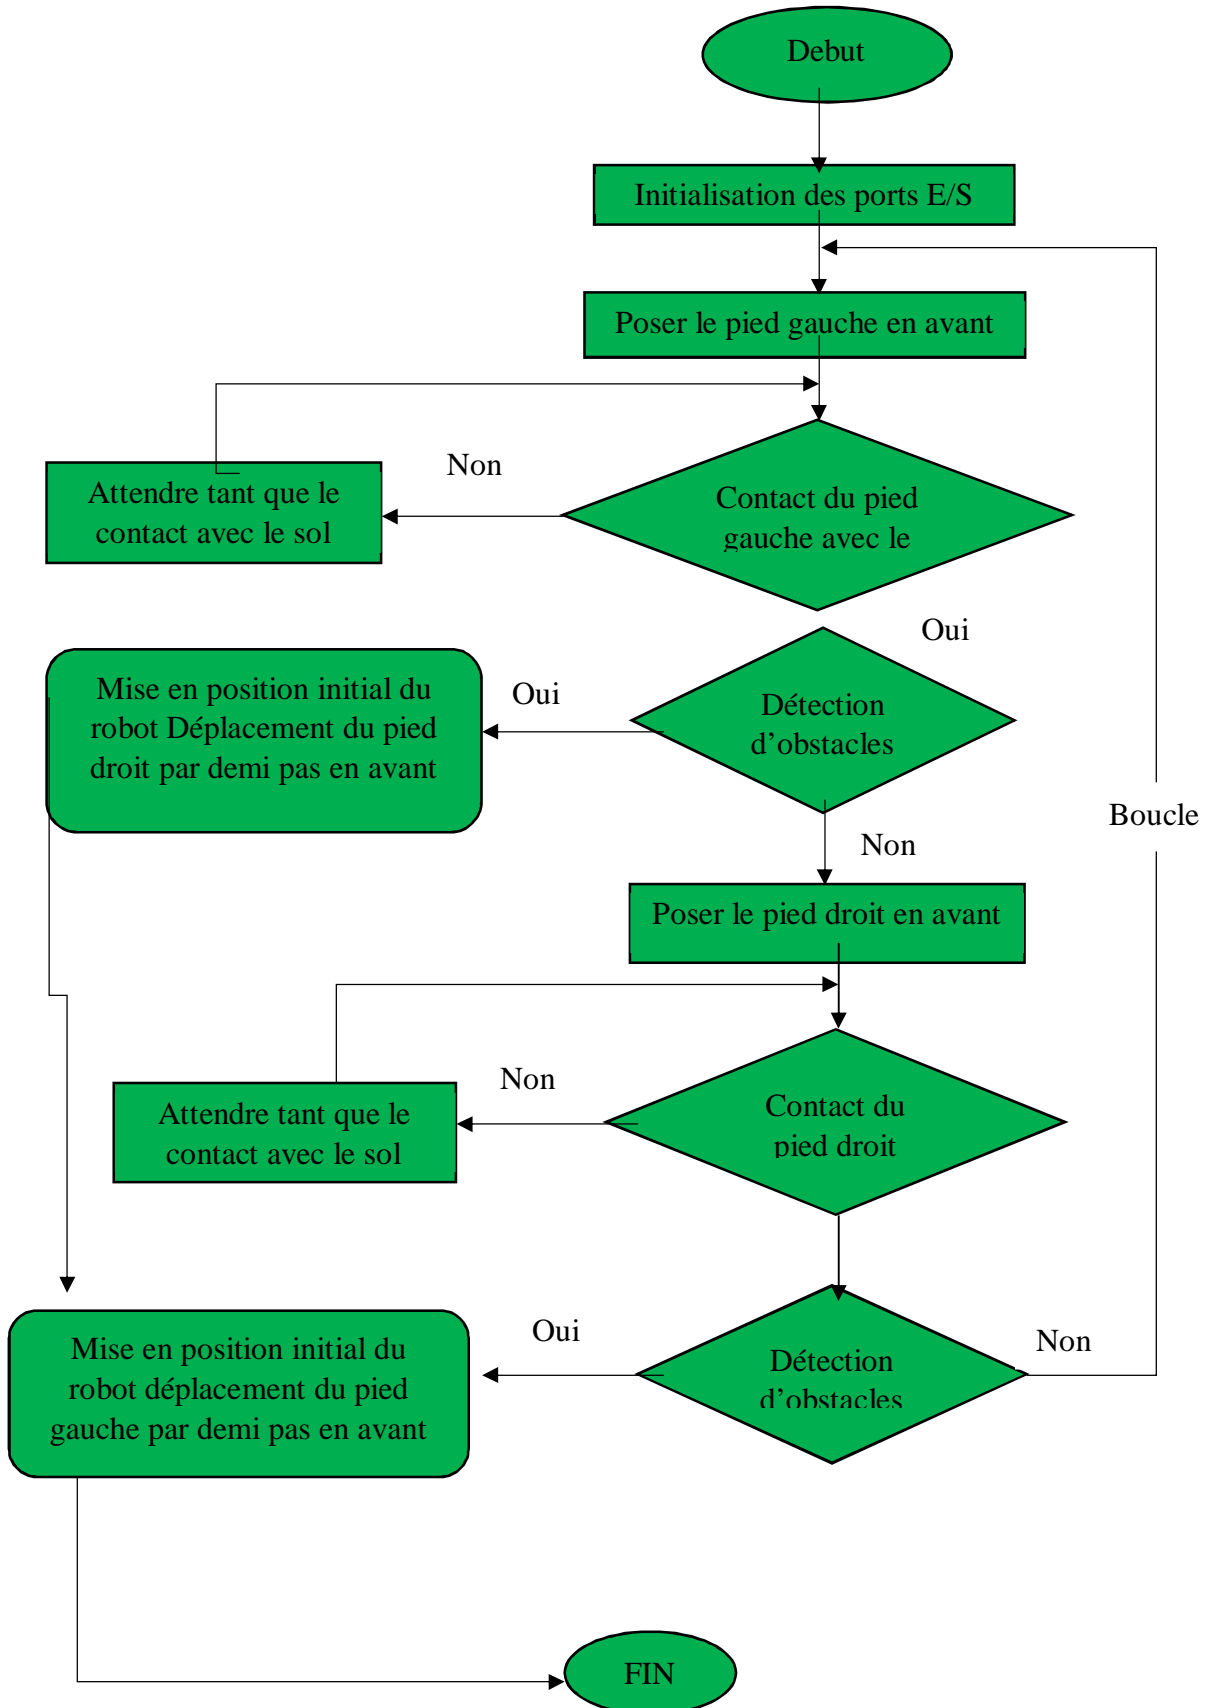 Debut
Initialisation des ports E/S
Poser le pied gauche en avant
Non
Attendre tant que le
contact avec le sol
Contact du pied
gauche avec le
Oui
Mise en position initial du
robot Déplacement du pied
droit par demi pas en avant
Oui
Détection
d'obstacles
Boucle
Non
Poser le pied droit en avant
Non
Attendre tant que le
contact avec le sol
Contact du
pied droit
Mise en position initial du
robot déplacement du pied
gauche par demi pas en avant
Oui
Détection
d'obstacles
Non
FIN